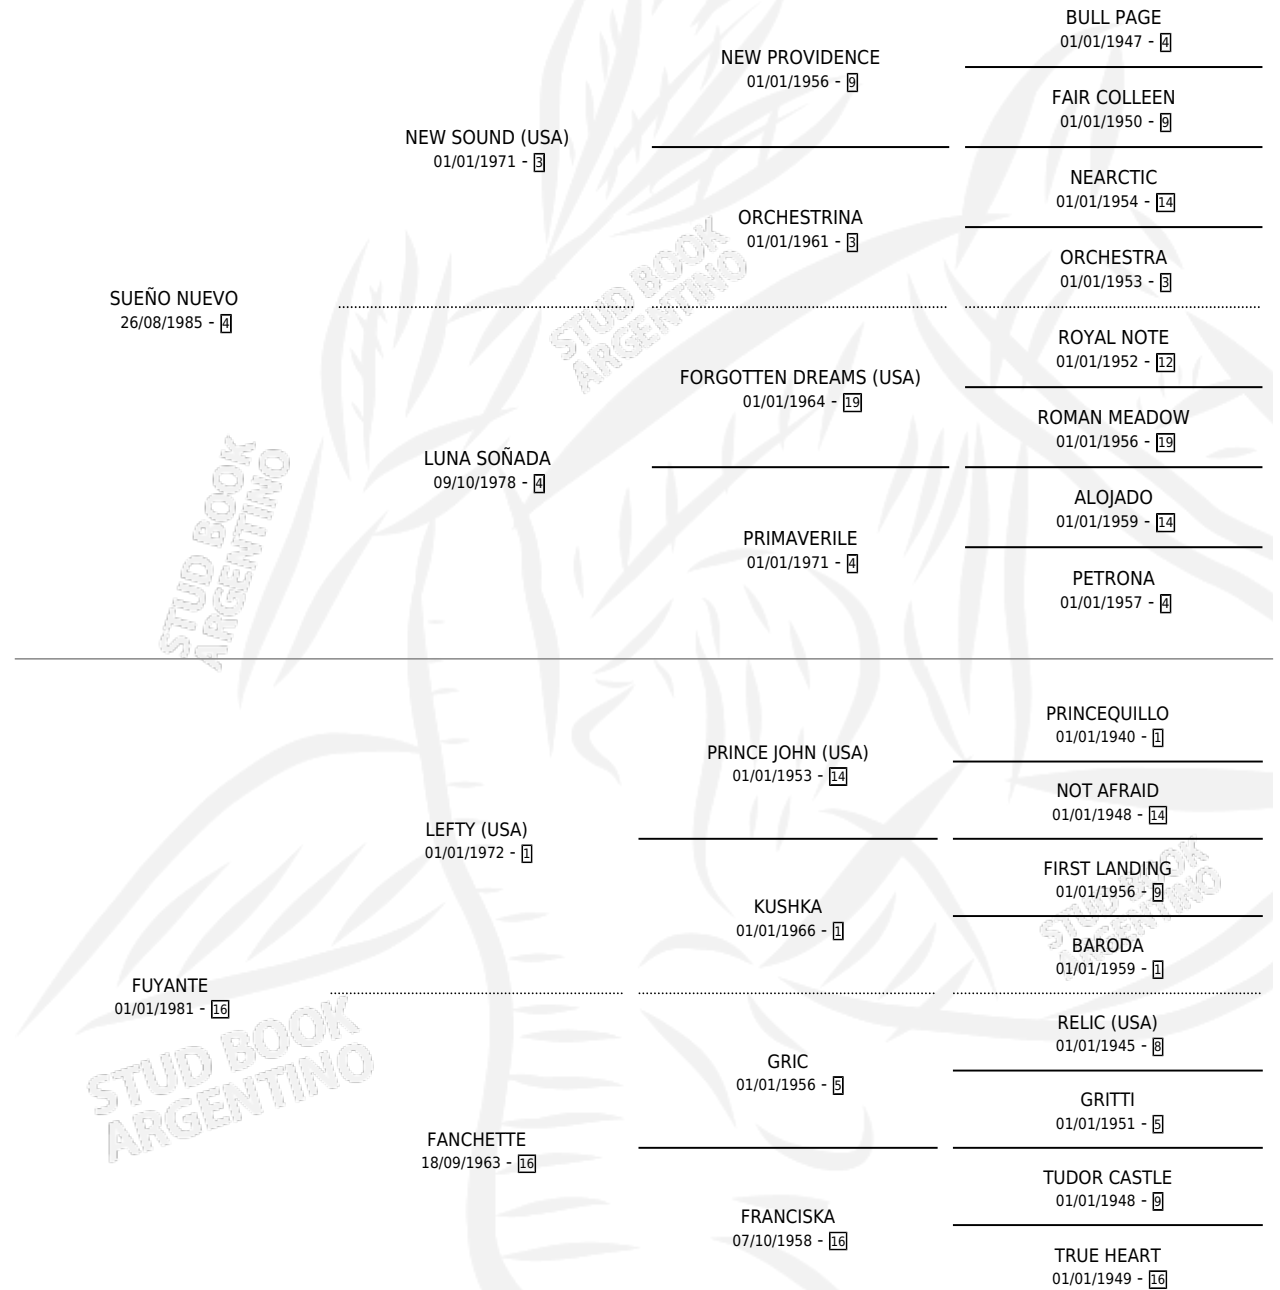 BULL PAGE
01/01/1947 - 4
NEW PROVIDENCE
01/01/1956 - 9
FAIR COLLEEN
01/01/1950 - 9
NEW SOUND (USA)
01/01/1971 - 3
NEARCTIC
01/01/1954 - 14
ORCHESTRINA
01/01/1961 - 3
ORCHESTRA
01/01/1953 - 3
SUEÑO NUEVO
26/08/1985 - 4
STUD BOOK
ARGENTINO
ROYAL NOTE
01/01/1952 - 12
FORGOTTEN DREAMS (USA)
01/01/1964 - 19
ROMAN MEADOW
01/01/1956 - 19
LUNA SOÑADA
09/10/1978 - 4
ALOJADO
01/01/1959 - 14
PRIMAVERILE
01/01/1971 - 4
PETRONA
01/01/1957 - 4
STUD BOOK
ARGENTINO
PRINCEQUILLO
01/01/1940 - 1
PRINCE JOHN (USA)
01/01/1953 - 14
NOT AFRAID
01/01/1948 - 14
LEFTY (USA)
01/01/1972 - 1
FIRST LANDING
01/01/1956 - 9
KUSHKA
01/01/1966 - 1
STUD BOOK
ARGENTINO
BARODA
01/01/1959 - 1
FUYANTE
01/01/1981 - 16
RELIC (USA)
01/01/1945 - 8
GRIC
01/01/1956 - 5
GRITTI
01/01/1951 - 5
STUD BOOK
ARGENTINO
FANCHETTE
18/09/1963 - 16
TUDOR CASTLE
01/01/1948 - 9
FRANCISKA
07/10/1958 - 16
TRUE HEART
01/01/1949 - 16